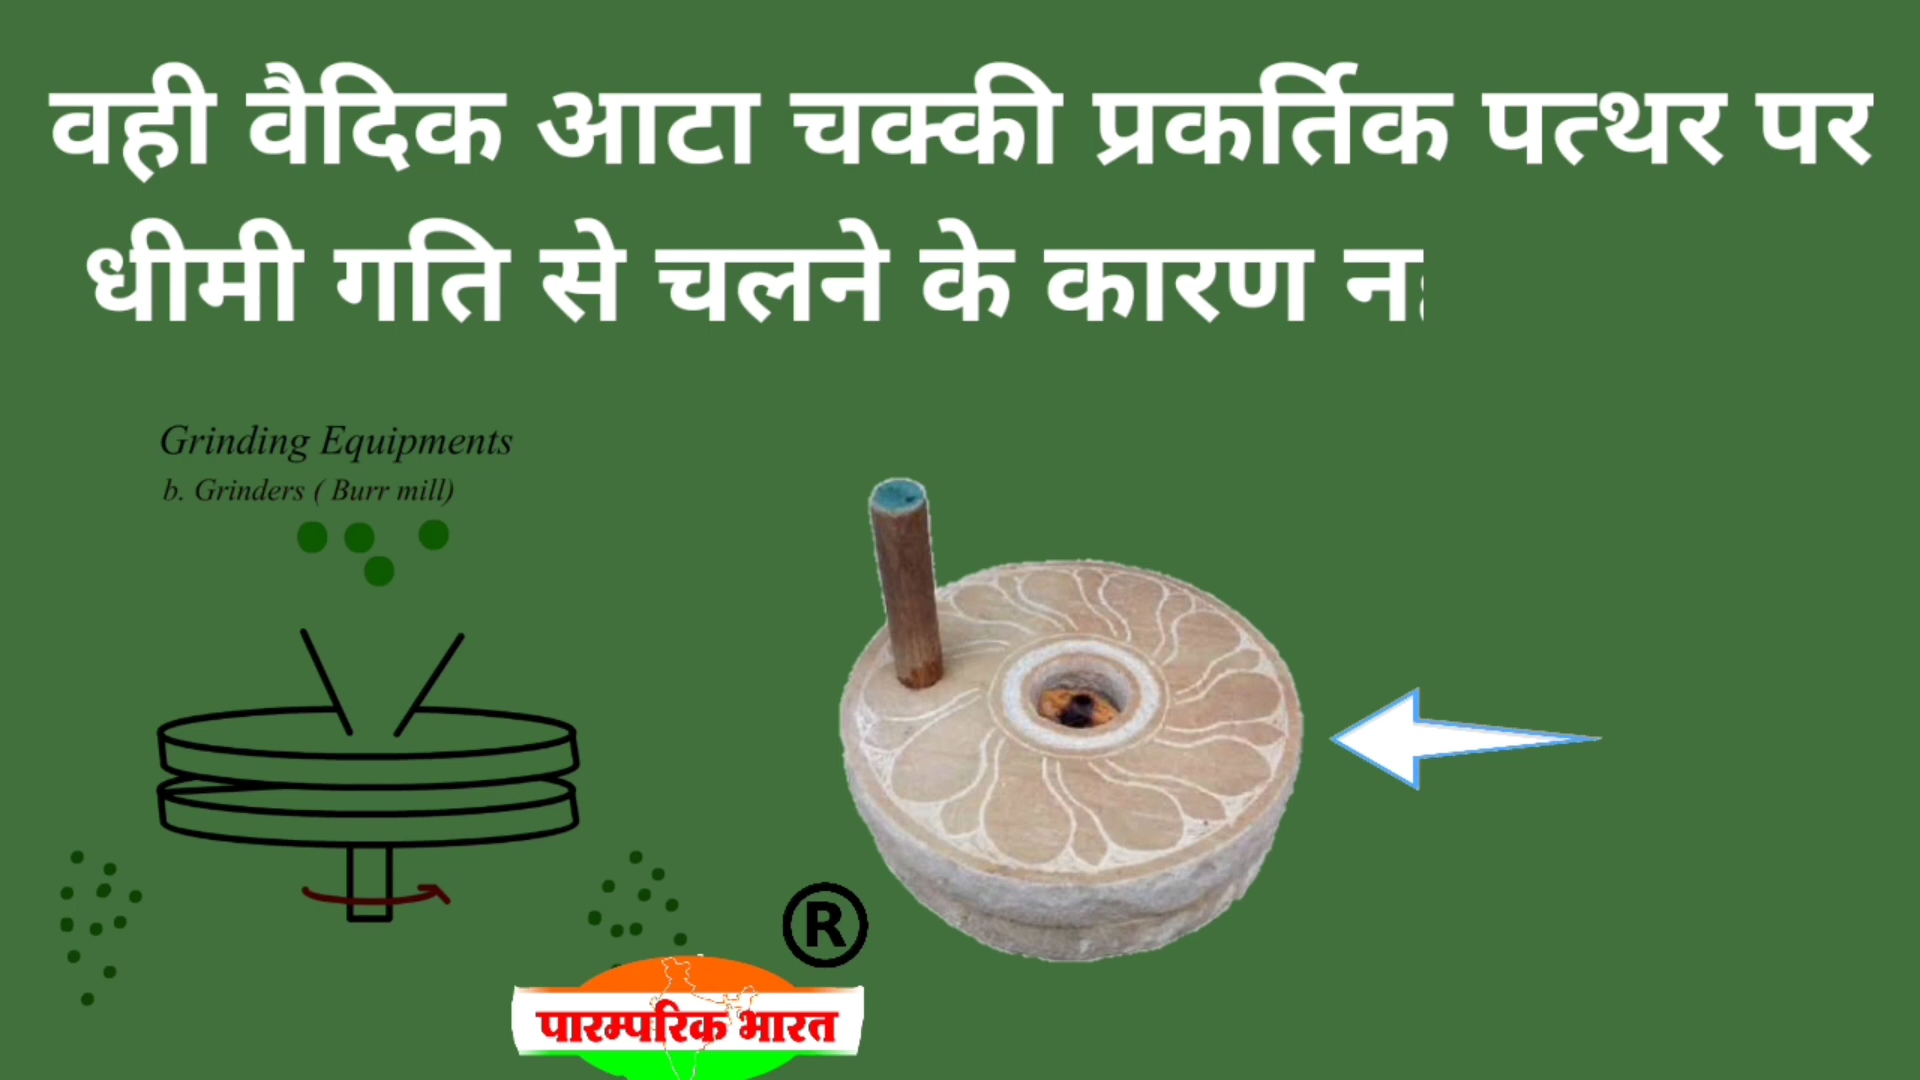 वही वैदिक आटा चक्की प्रकर्तिक पत्थर पर
धीमी गति से चलने के कारण
Grinding Equipments
b. Grinders ( Burr mill)
®
पारम्परिक भारत